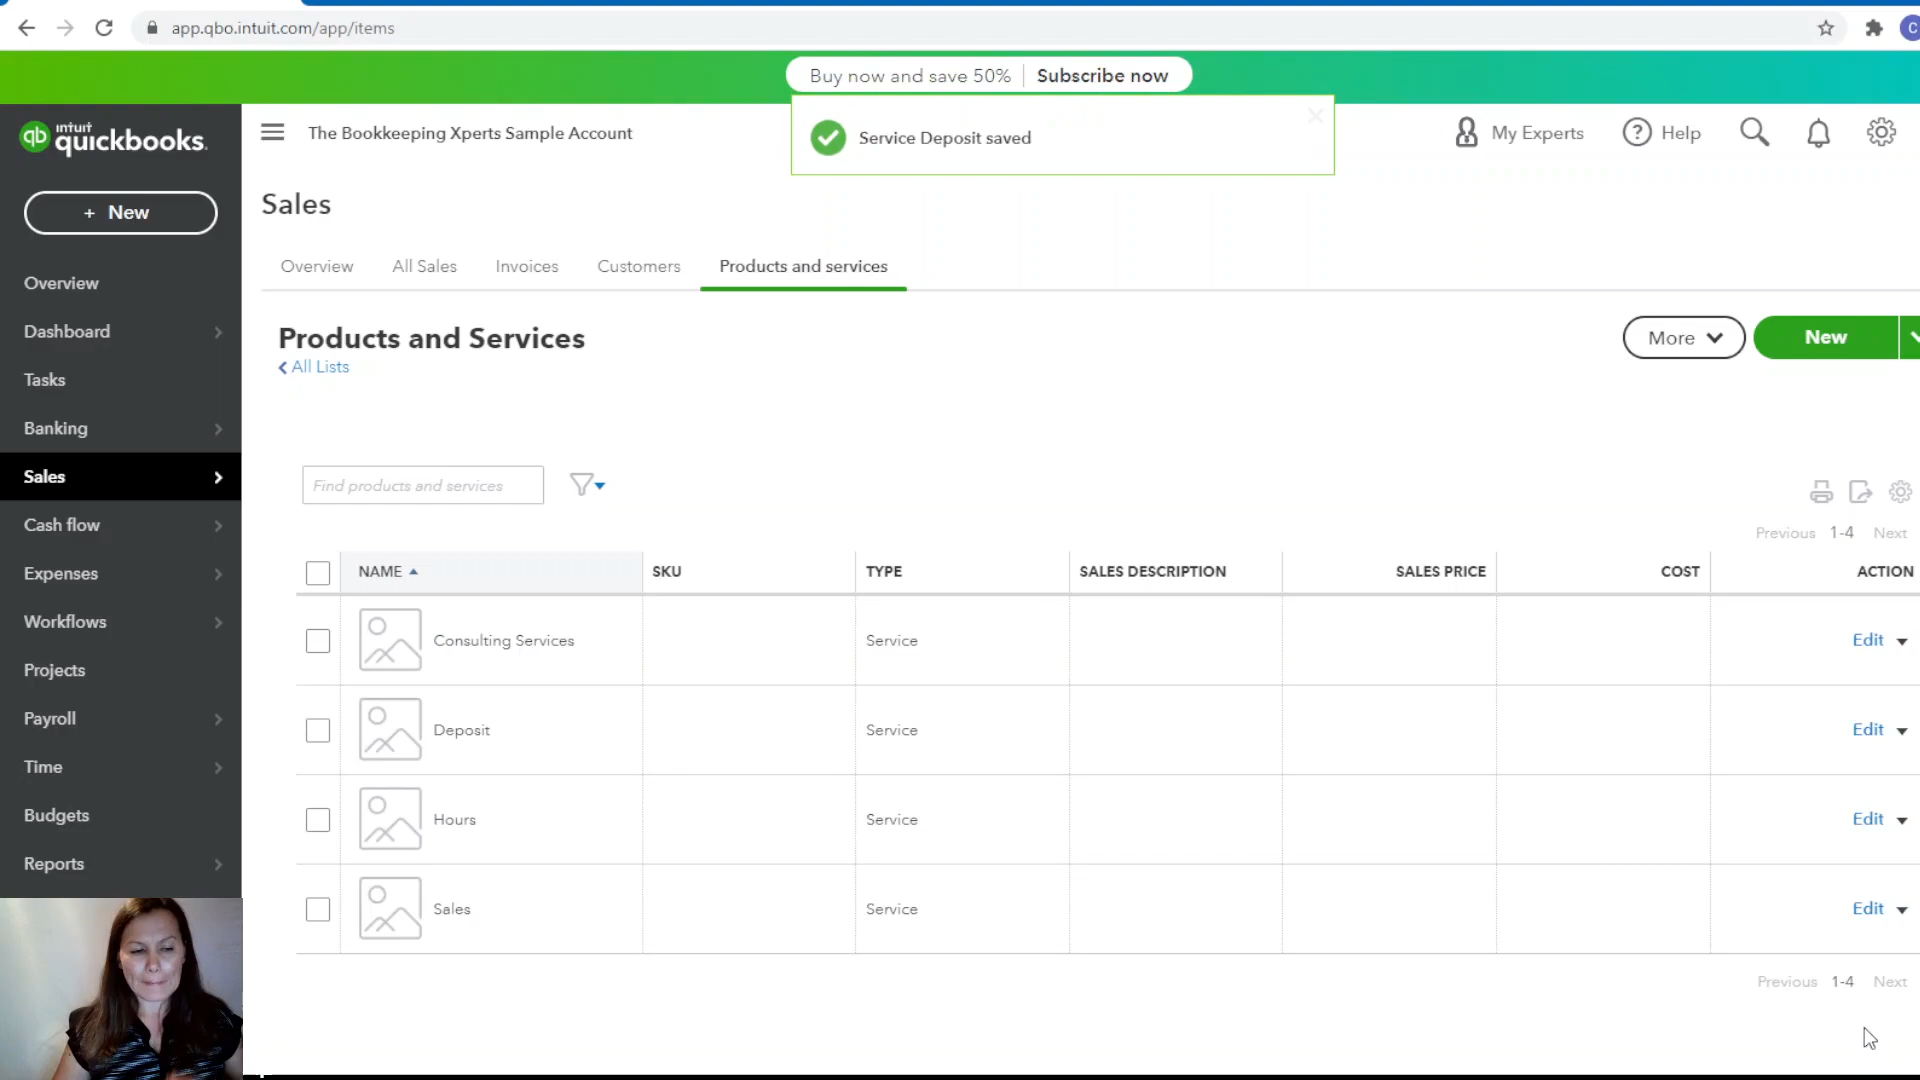 app.qbo.intuit.com/app/items
C
Buy now and save 50%
Subscribe now
qb intuit quickbooks.
The Bookkeeping Xperts Sample Account
Service Deposit saved
My Experts
? Help
+ New
Sales
Overview
All Sales
Invoices
Customers
Products and services
Overview
Dashboard
Tasks
Banking
Sales
Cash flow
Expenses
Workflows
Projects
Payroll
Time
Budgets
Reports
Products and Services
All Lists
More
New
Find products and services
Previous 1-4 Next
NAME SKU TYPE SALES DESCRIPTION SALES PRICE COST ACTION
Consulting Services Service Edit
Deposit Service Edit
Hours Service Edit
Sales Service Edit
Previous 1-4 Next